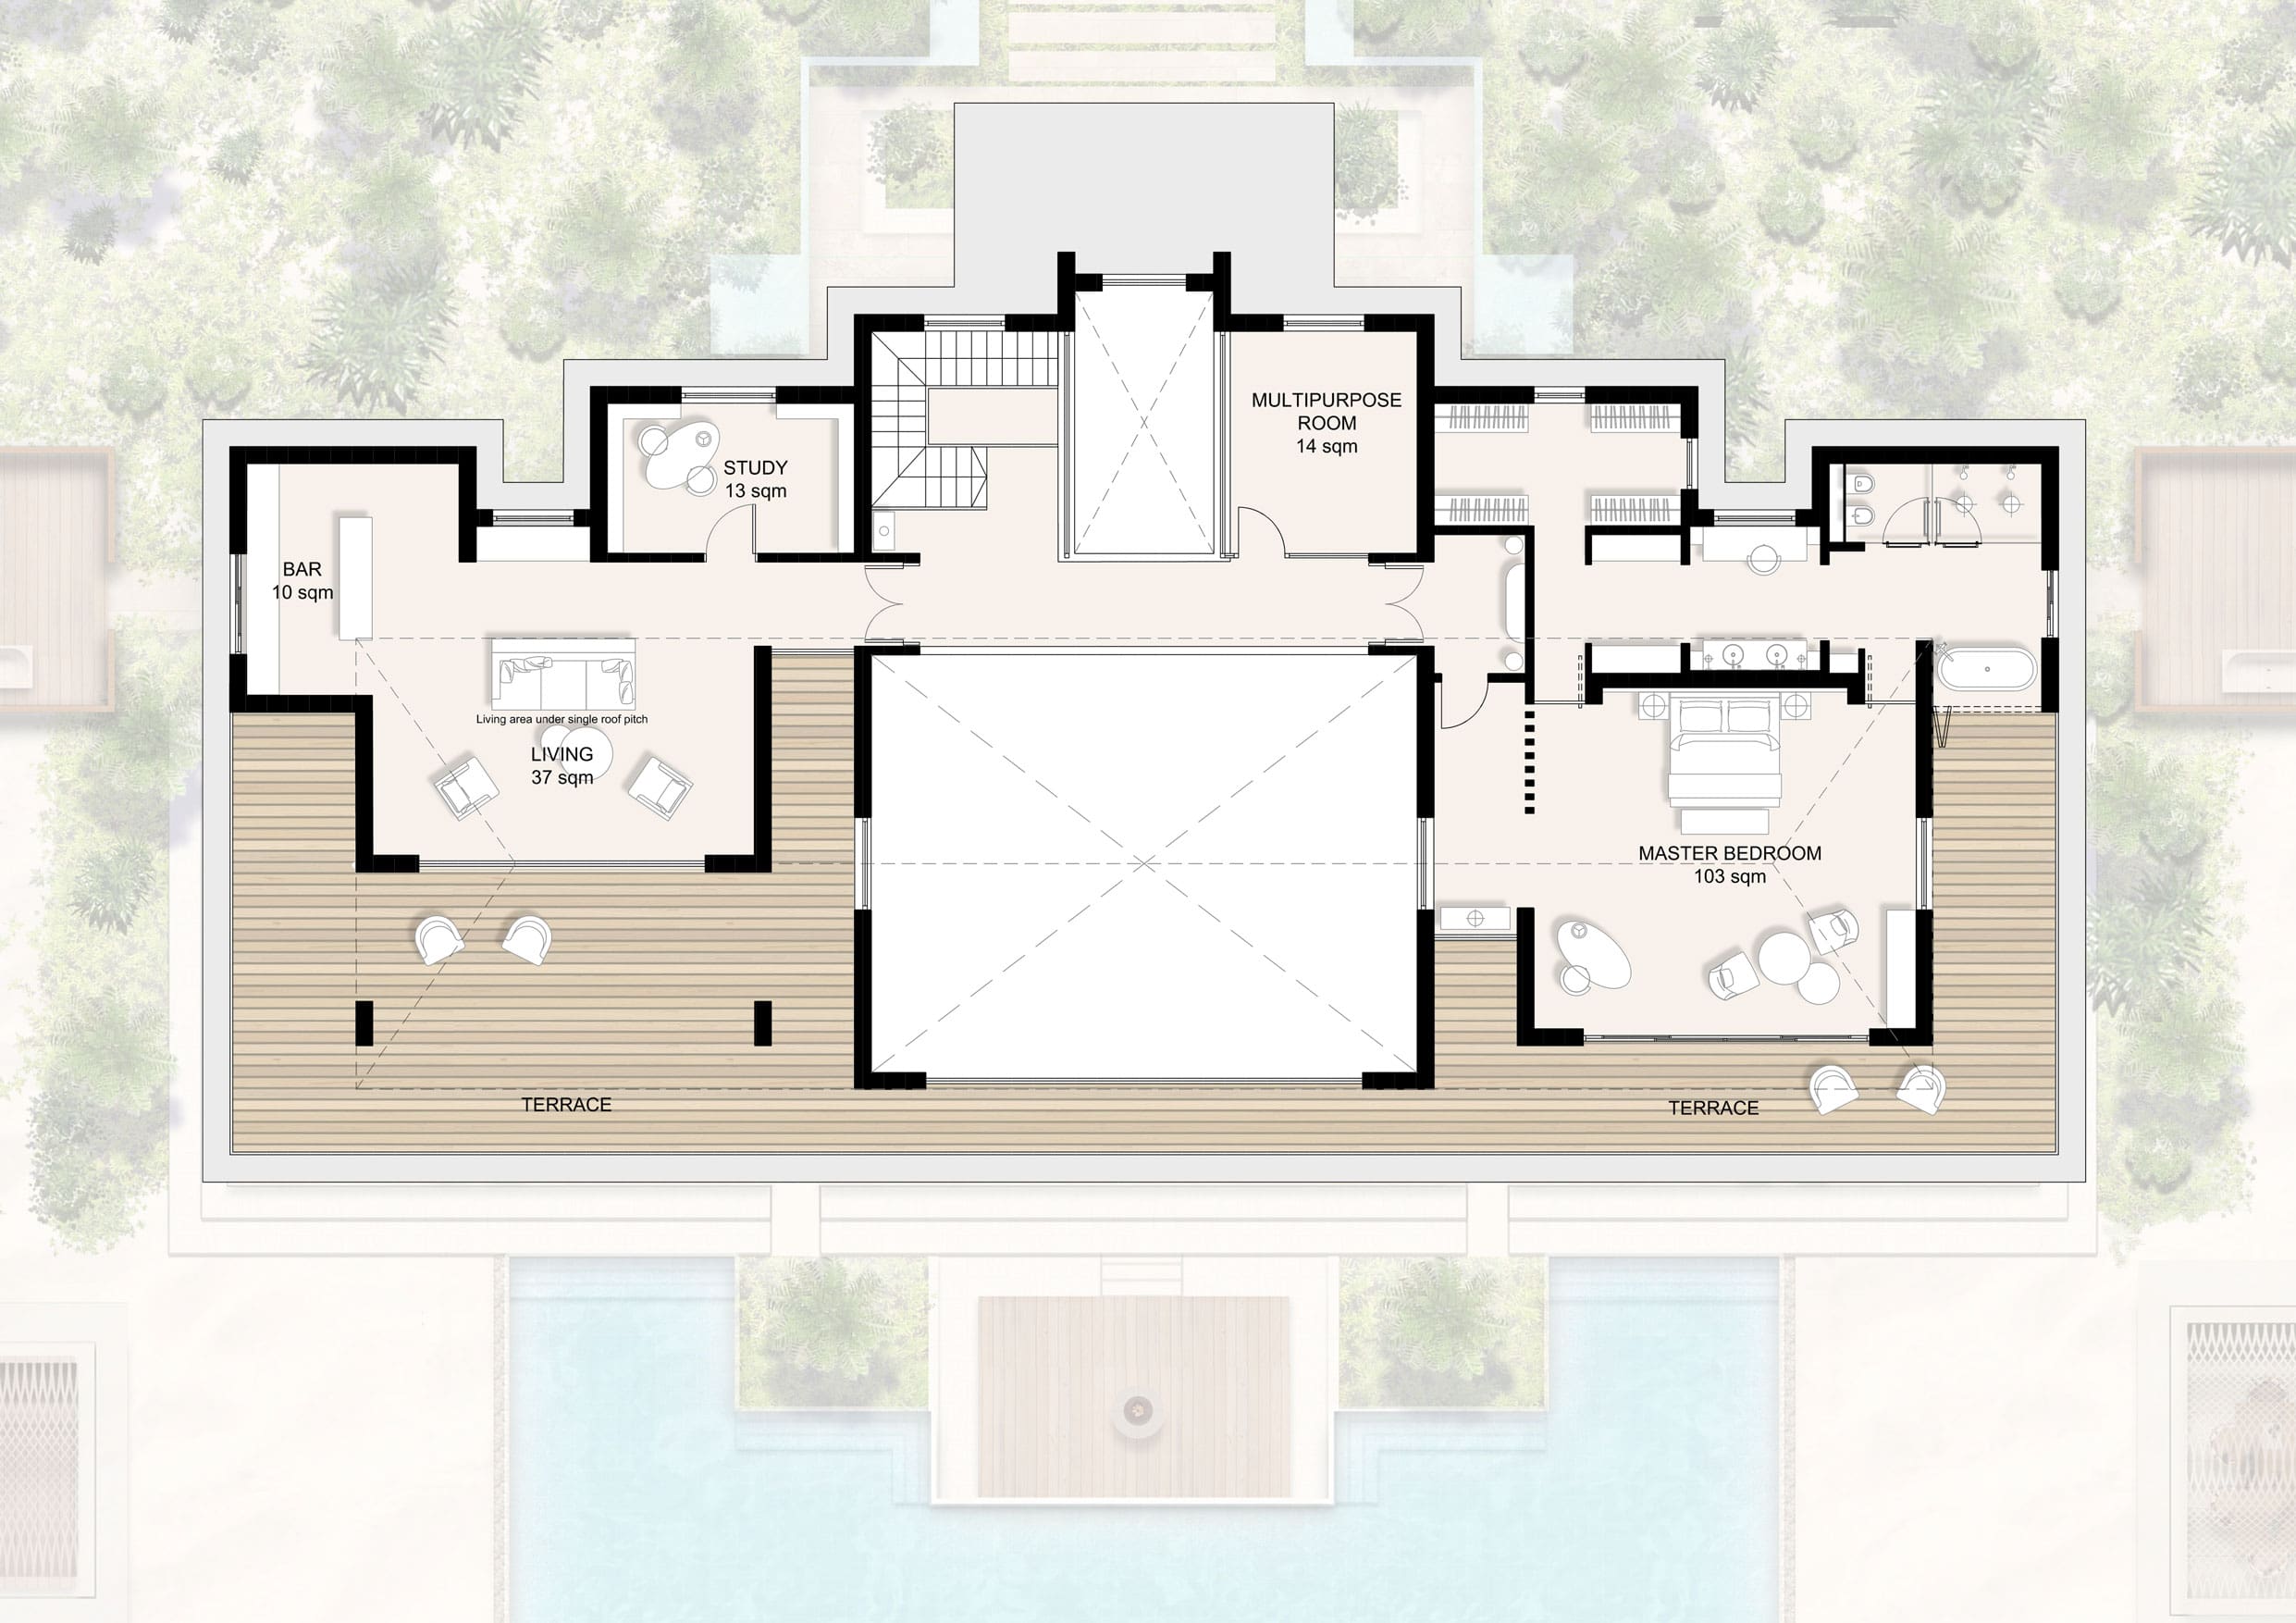 MULTIPURPOSE
ROOM
14 sqm
STUDY
13 sqm
BAR
10 sqm
Living area under single roof pitch
LIVING
37 sqm
MASTER BEDROOM
103 sqm
TERRACE
TERRACE